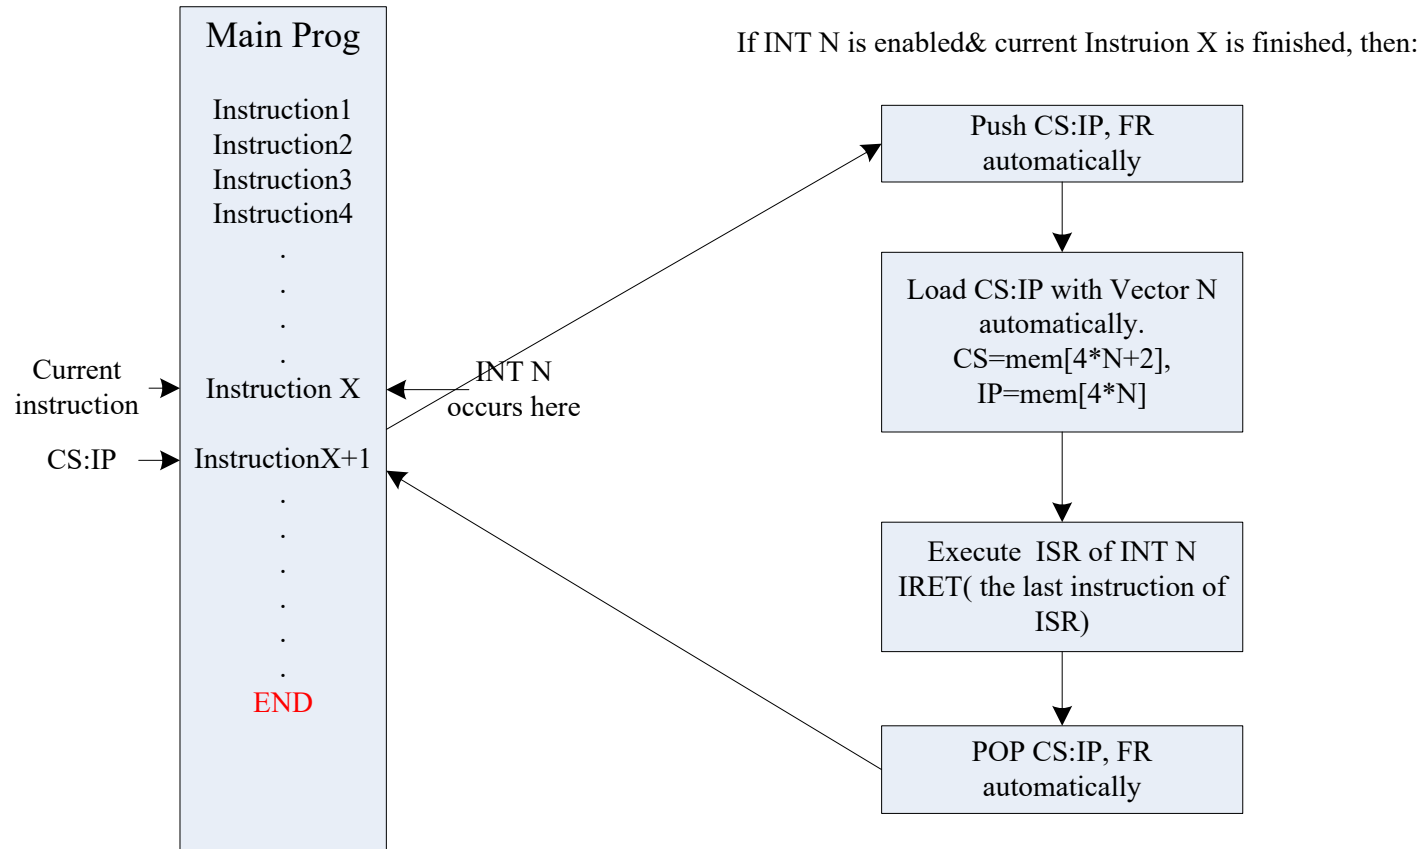 Main Prog
Instruction1
Instruction2
Instruction3
Instruction4
.
.
.
.
Current
instruction
Instruction X
INT N
occurs here
CS:IP
InstructionX+1
.
.
.
.
.
.
END
If INT N is enabled& current Instruion X is finished, then:
Push CS:IP, FR
automatically
Load CS:IP with Vector N
automatically.
CS=mem[4*N+2],
IP=mem[4*N]
Execute ISR of INT N
IRET( the last instruction of
ISR)
POP CS:IP, FR
automatically